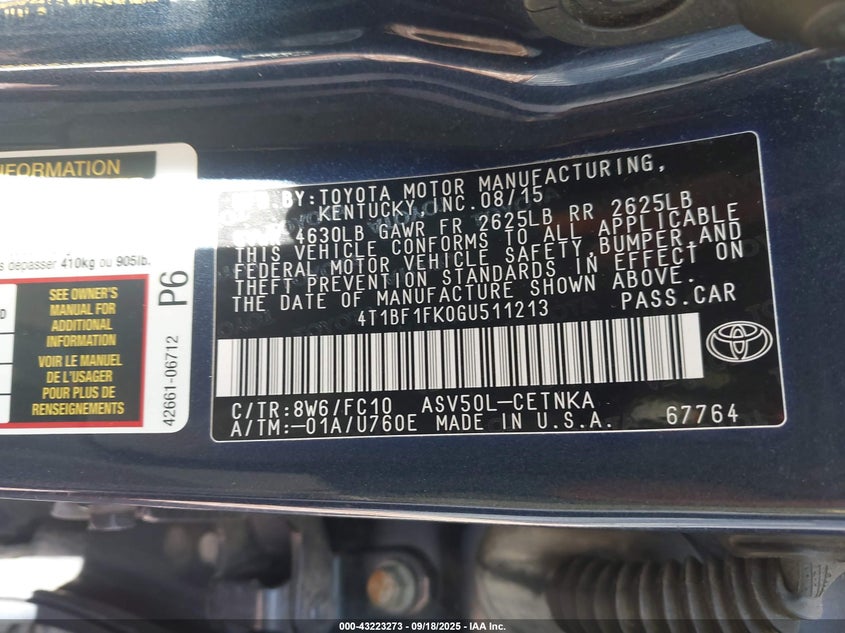 INFORMATION
s dépasser 410kg ou 905lb.
SEE OWNER'S
MANUAL FOR
ADDITIONAL
INFORMATION
VOIR LE MANUEL
DE L'USAGER
POUR PLUS DE
RENSEIGNEMENTS
P6
42661-06712
BY:TOYOTA MOTOR MANUFACTURING,
KENTUCKY, INC. 08/15
4630LB GAWR FR 2625LB RR 2625LB
THIS VEHICLE CONFORMS TO ALL APPLICABLE
FEDERAL MOTOR VEHICLE SAFETY,BUMPER,AND
THEFT PREVENTION STANDARDS IN EFFECT ON
THE DATE OF MANUFACTURE SHOWN ABOVE.
4T1BF1FK0GU511213 PASS.CAR
C/TR:8W6/FC10 ASV50L-CETNKA
A/TM:-01A/U760E MADE IN U.S.A. 67764
TOYOTA
000-43223273 - 09/18/2025 - IAA Inc.